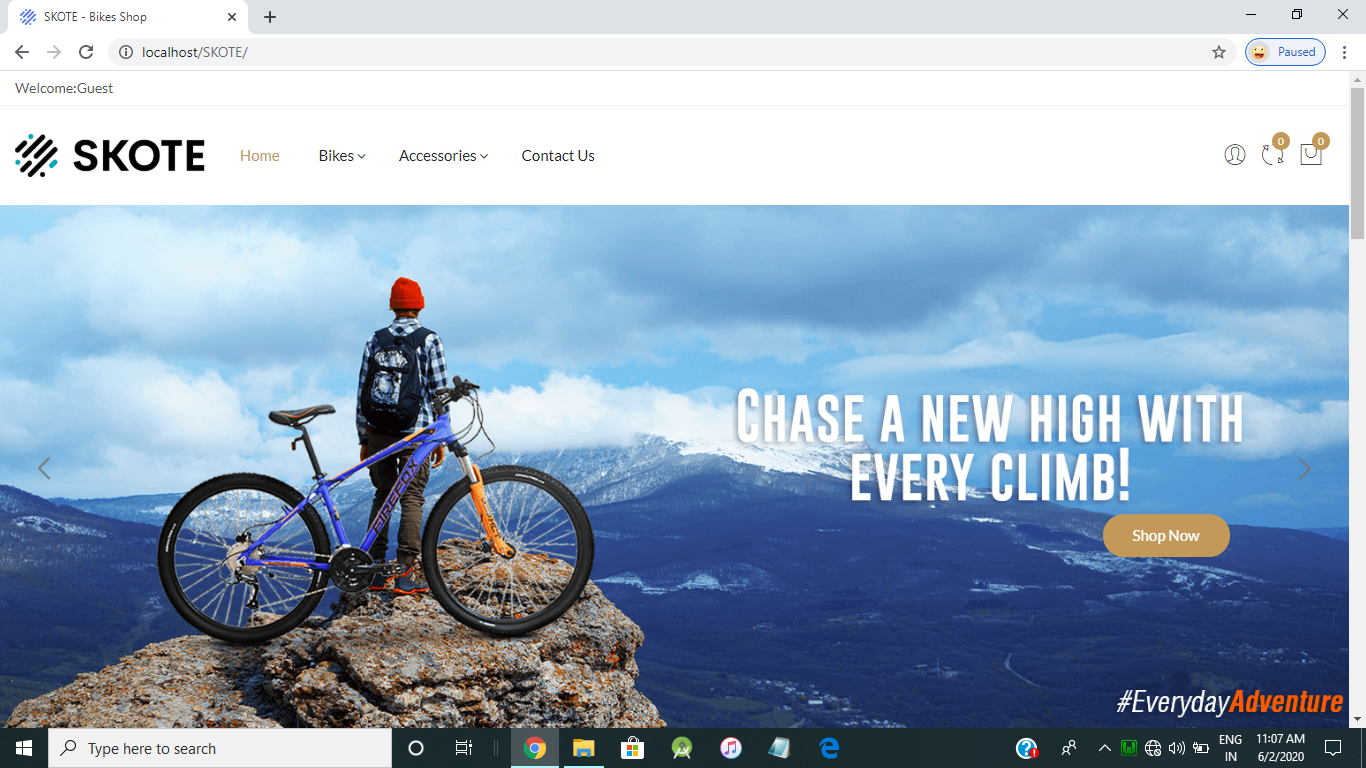 SKOTE - Bikes Shop
localhost/SKOTE/
Paused
Welcome:Guest
SKOTE
Home Bikes Accessories Contact Us
0 0
CHASE A NEW HIGH WITH
EVERY CLIMB!
FIREFOX
Shop Now
#EverydayAdventure
Type here to search
ENG
IN
11:07 AM
6/2/2020